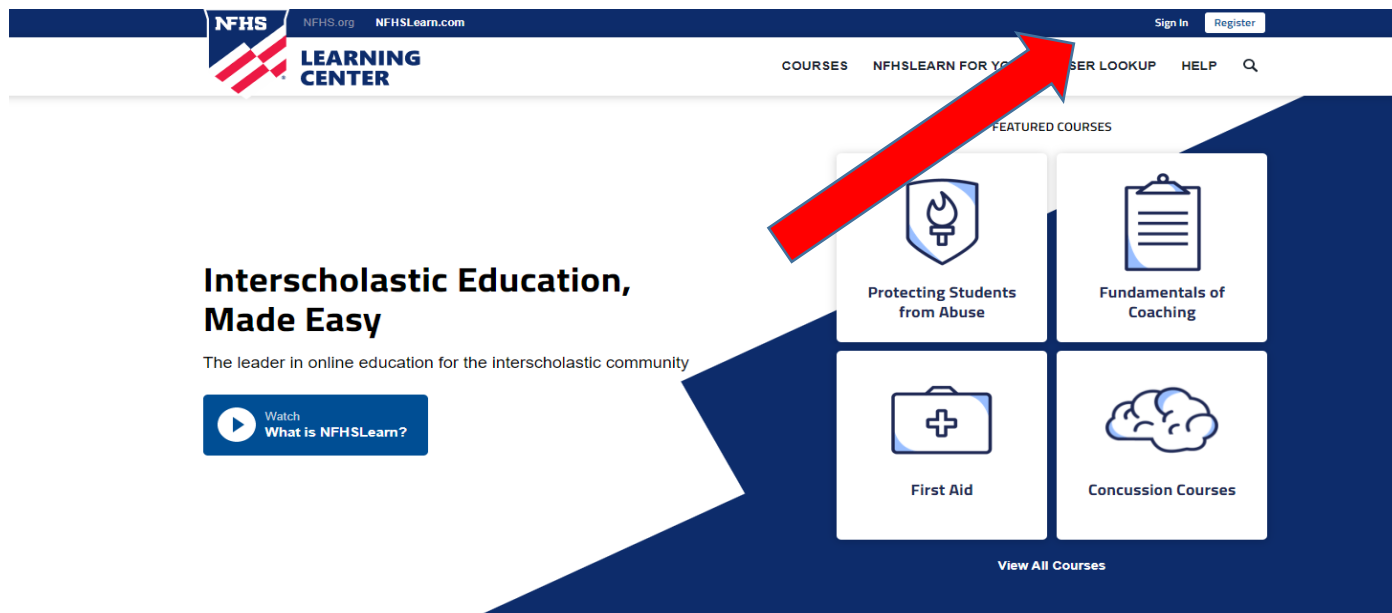 NFHS
NFHS.org NFHSLearn.com
Sign In Register
LEARNING
CENTER
COURSES NFHSLEARN FOR LOOKUP HELP
FEATURED COURSES
Interscholastic Education,
Made Easy
The leader in online education for the interscholastic community
Watch
What is NFHSLearn?
Protecting Students
from Abuse
Fundamentals of
Coaching
First Aid
Concussion Courses
View All Courses